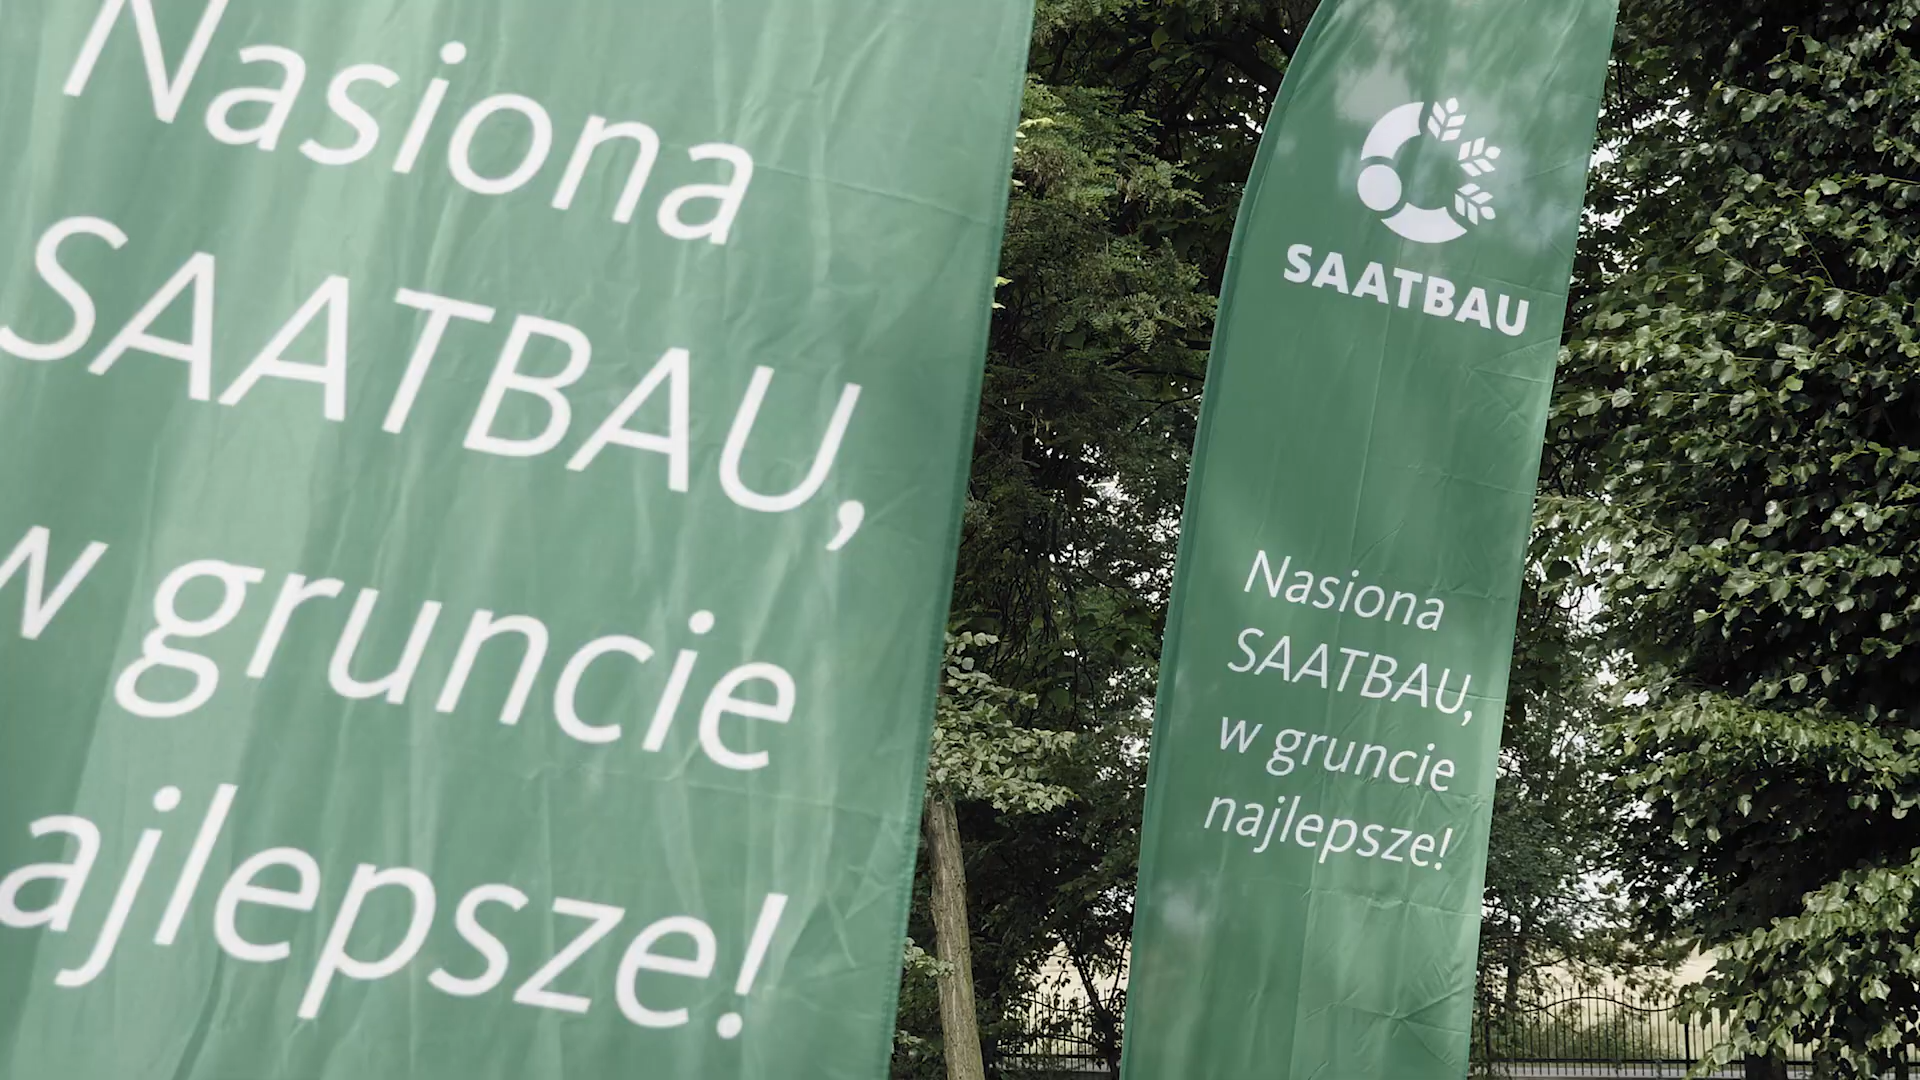 Nasiona
SAATBAU,
w gruncie
ajlepsze!
SAATBAU
Nasiona
SAATBAU,
w gruncie
najlepsze!